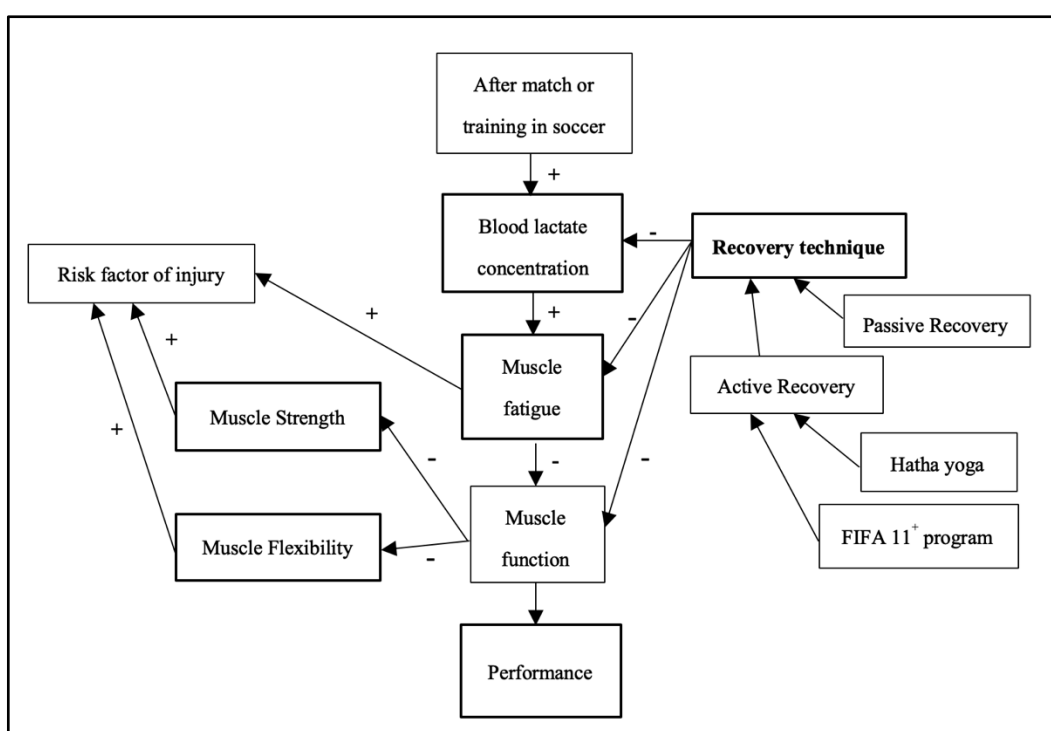 After match or
training in soccer
+
Blood lactate
concentration
-
Recovery technique
Risk factor of injury
+
+
-
Passive Recovery
+
Muscle
fatigue
Active Recovery
Muscle Strength
+
-
-
-
Hatha yoga
Muscle
function
Muscle Flexibility
-
FIFA 11+ program
Performance